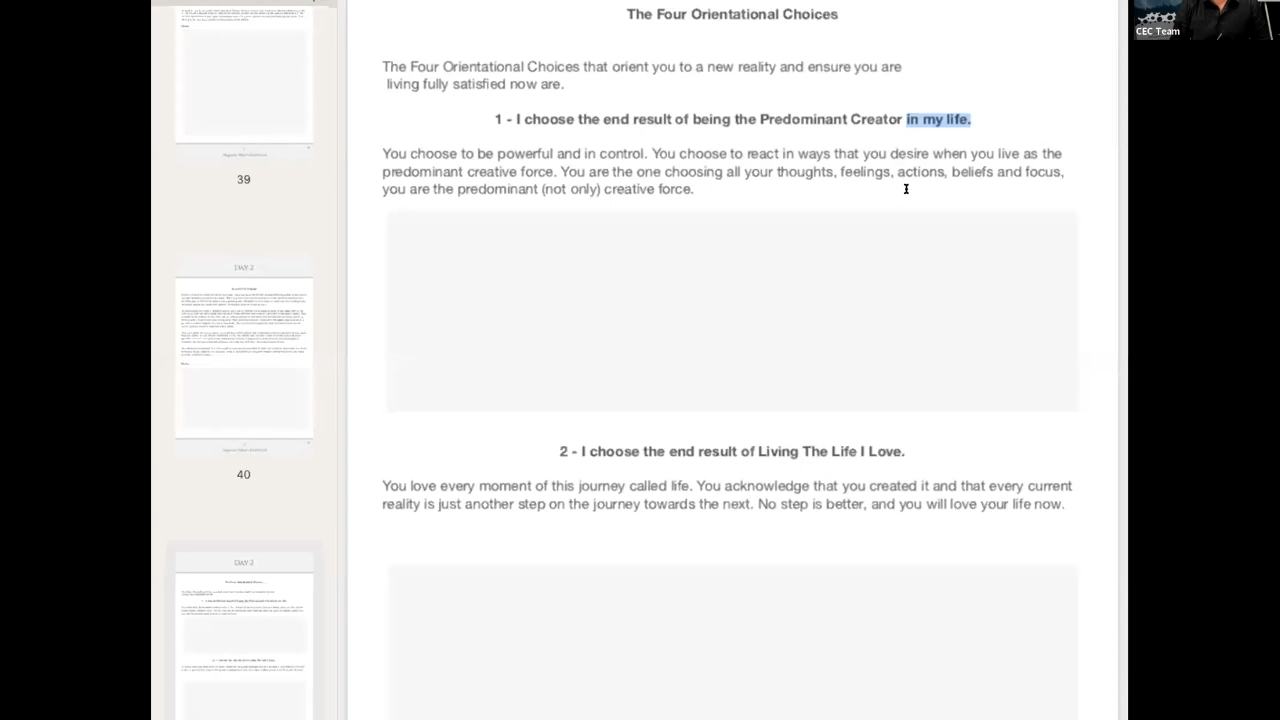 The Four Orientational Choices
CEC Team
The Four Orientational Choices that orient you to a new reality and ensure you are
living fully satisfied now are.
1 - I choose the end result of being the Predominant Creator in my life.
You choose to be powerful and in control. You choose to react in ways that you desire when you live as the
predominant creative force. You are the one choosing all your thoughts, feelings, actions, beliefs and focus,
you are the predominant (not only) creative force.
39
DAY 2
40
2 - I choose the end result of Living The Life I Love.
You love every moment of this journey called life. You acknowledge that you created it and that every current
reality is just another step on the journey towards the next. No step is better, and you will love your life now.
DAY 2